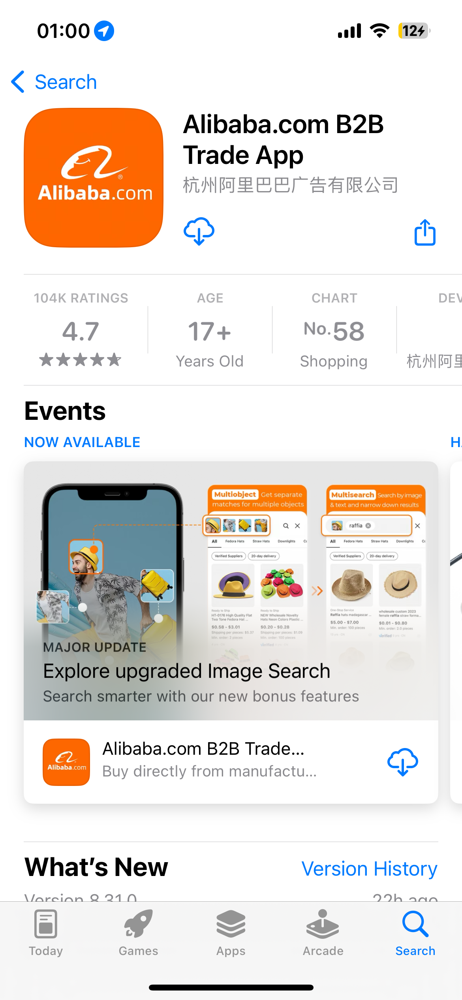 01:00
12
Search
Alibaba.com
Alibaba.com B2B
Trade App
杭州阿里巴巴广告有限公司
104K RATINGS
4.7
AGE
17+
Years Old
CHART
No.58
Shopping
DEV
杭州阿里
Events
NOW AVAILABLE
Multiobject Get separate
matches for multiple objects
All Fedora Hats Straw Hats Downlights
Verified Suppliers 20-day delivery
Ready to Ship
HT-0176 High Quality Flat
Two Tone Fedora Hat ...
$0.58 - $3.01
Shipping per pieces: $5.37
Min. order: 2 pieces
Ready to Ship
NEW Wholesale Novelty
Hats Neon Colors Plastic ...
$0.20 - $0.28
Shipping per pieces: $1.09
Min. order: 100 pieces
Verified
Multisearch Search by image
& text and narrow down results
raffia
All Fedora Hats Straw Hats Downlights
Verified Suppliers 20-day delivery
One-Stop Service
Raffia hats madagascar ...
$5.00 - $7.00
Min. order: 100 pieces
wholesale custom 2023
female raffia straw forma...
$0.01 - $0.80
Min. order: 2.0 pieces
Verified
MAJOR UPDATE
Explore upgraded Image Search
Search smarter with our new bonus features
Alibaba.com
Alibaba.com B2B Trade...
Buy directly from manufactu...
What's New
Version History
Version 8.31.0
22h ago
Today
Games
Apps
Arcade
Search